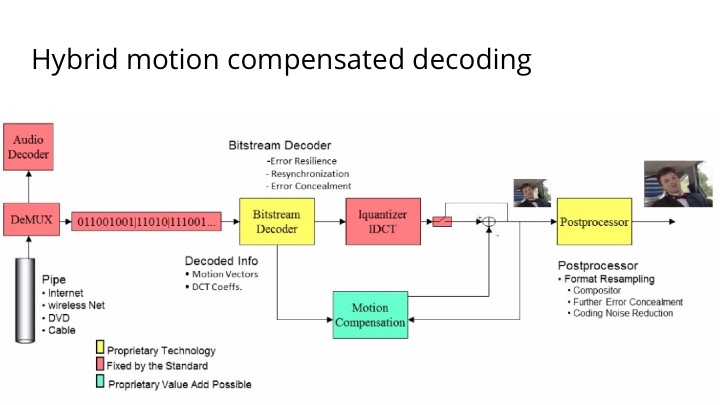 Hybrid motion compensated decoding
Audio
Decoder
Bitstream Decoder
-Error Resilience
- Resynchronization
- Error Concealment
DeMUX
011001001|11010|111001...
Bitstream
Decoder
Iquantizer
IDCT
Postprocessor
Pipe
• Internet
• wireless Net
• DVD
• Cable
Decoded Info
• Motion Vectors
• DCT Coeffs.
Motion
Compensation
Postprocessor
• Format Resampling
• Compositor
• Further Error Concealment
• Coding Noise Reduction
Proprietary Technology
Fixed by the Standard
Proprietary Value Add Possible